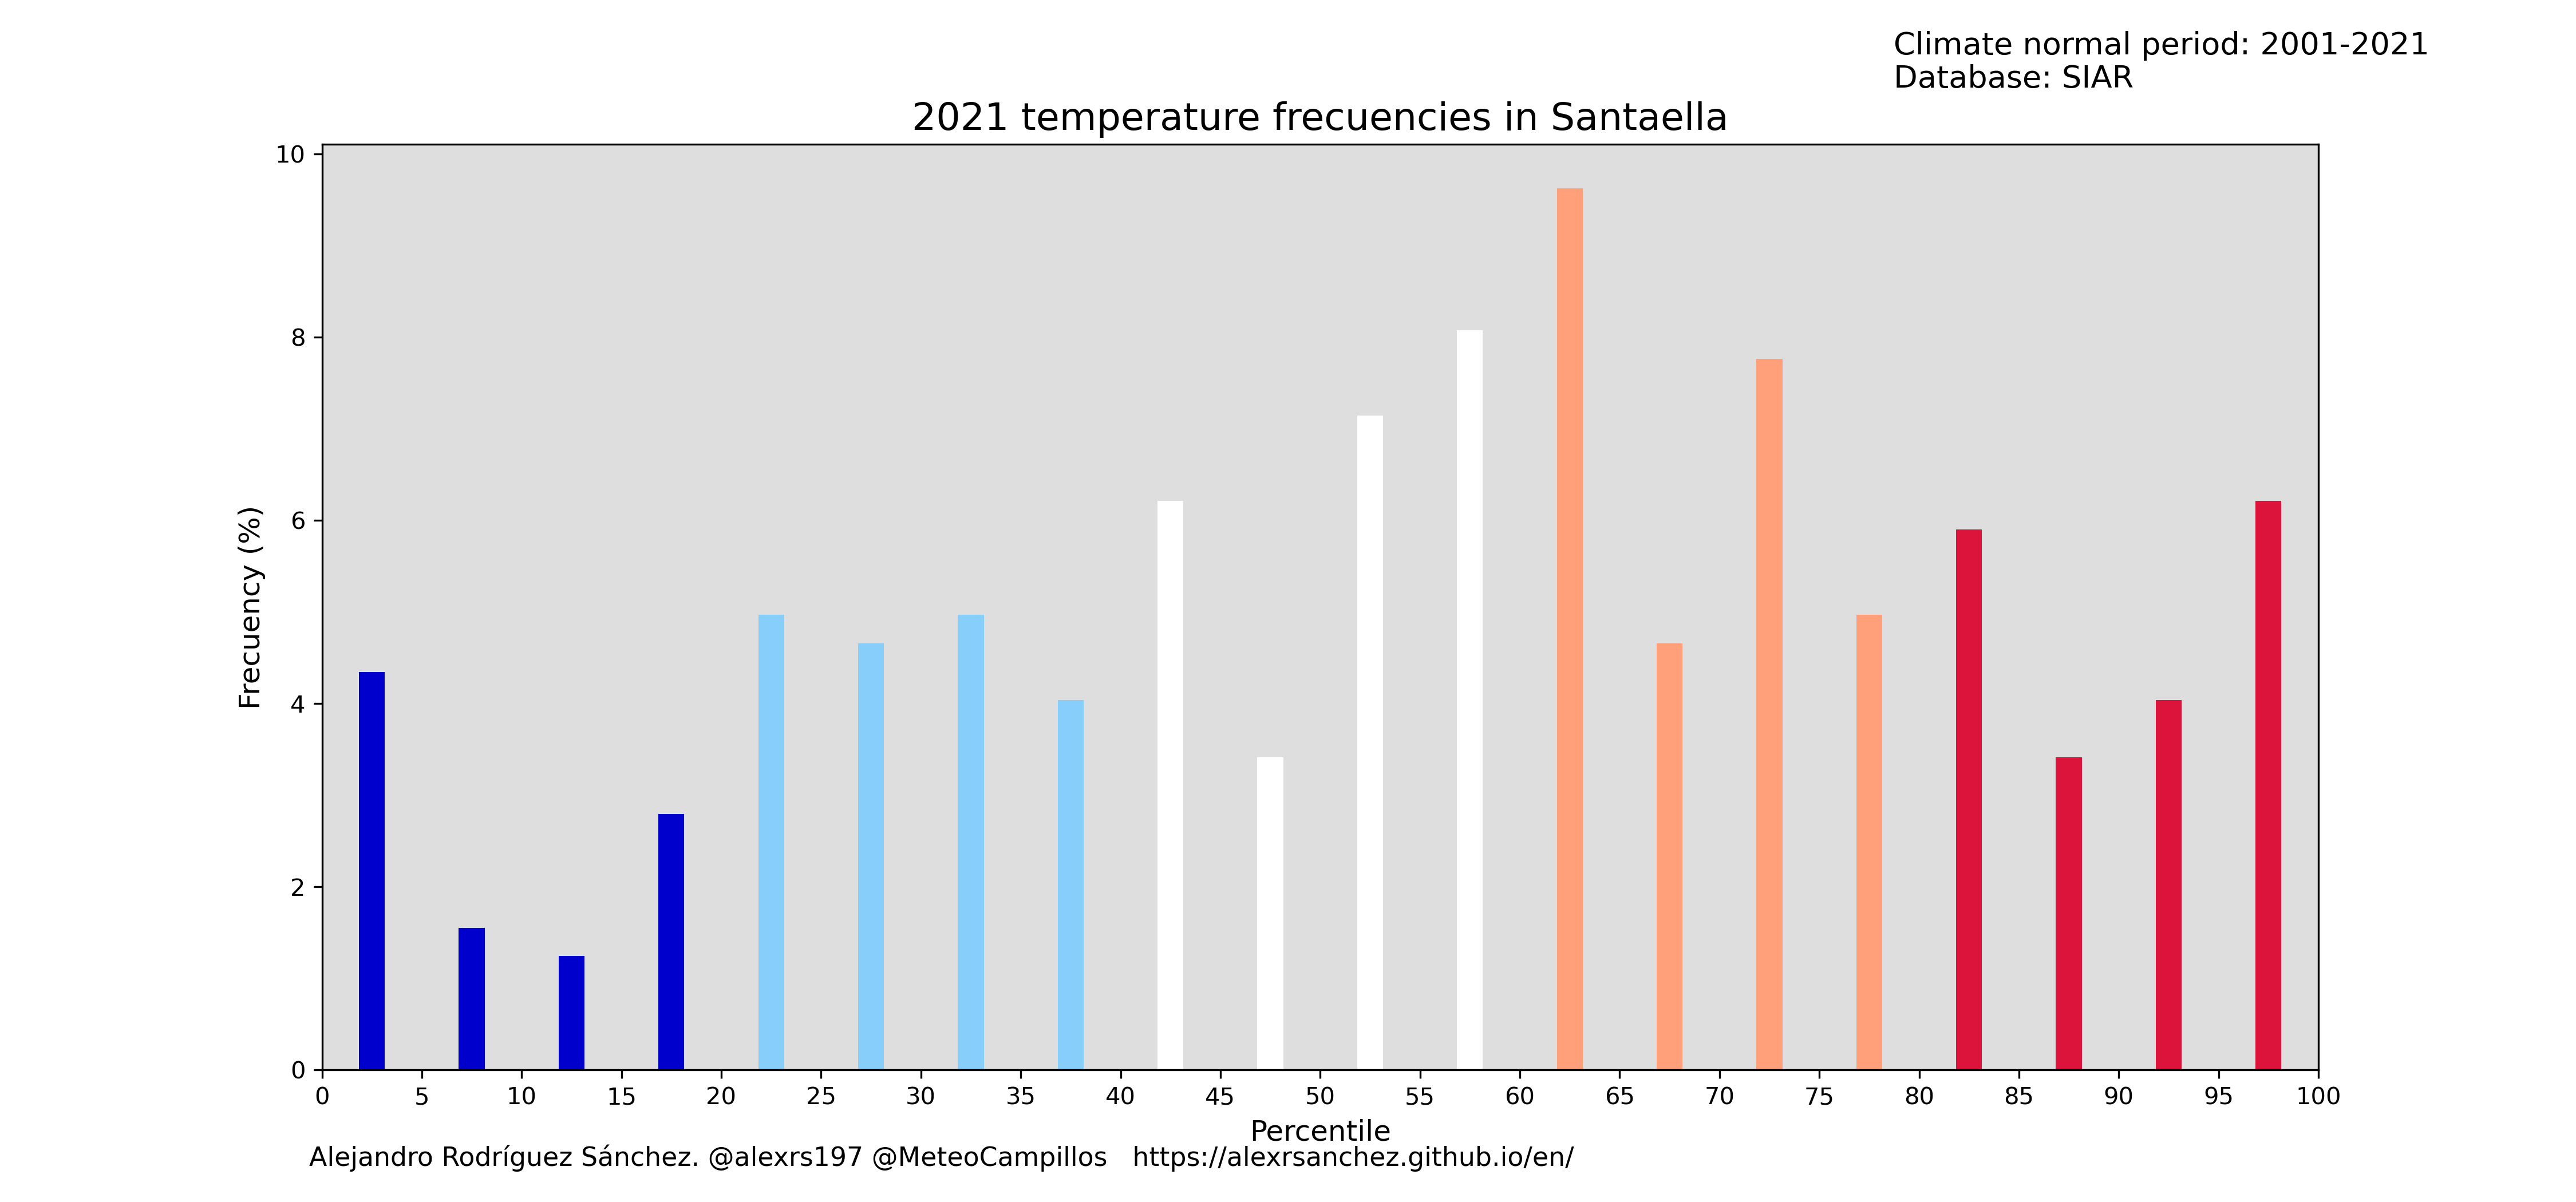 Climate normal period: 2001-2021
Database: SIAR
2021 temperature frecuencies in Santaella
10
8
6
4
2
0
Frecuency (%)
0 5 10 15 20 25 30 35 40 45 50 55 60 65 70 75 80 85 90 95 100
Percentile
Alejandro Rodríguez Sánchez. @alexrs197 @MeteoCampillos https://alexrsanchez.github.io/en/